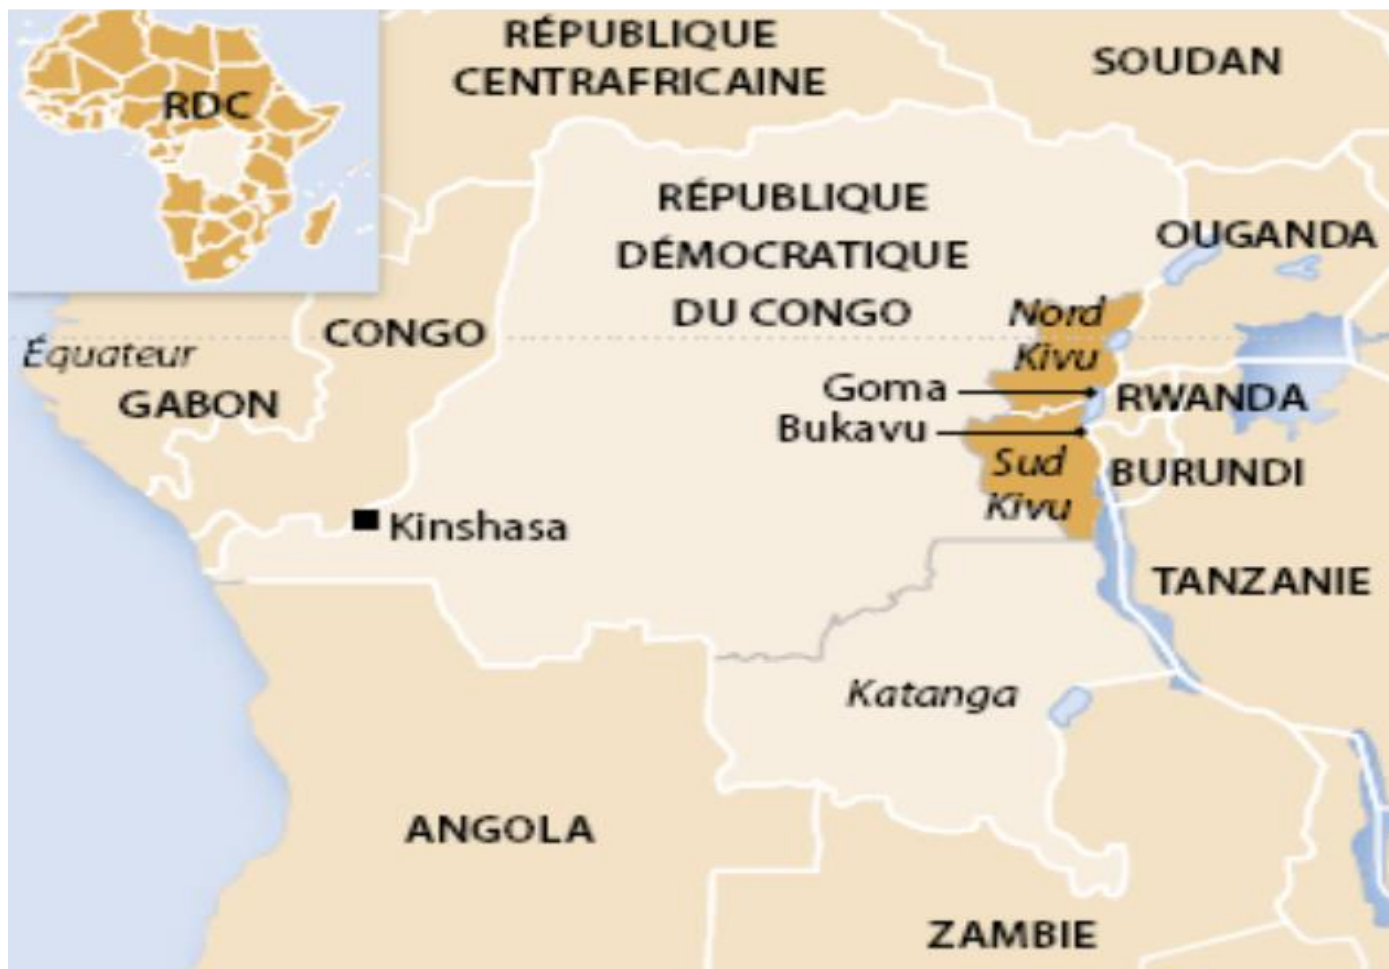 RDC
RÉPUBLIQUE
CENTRAFRICAINE
SOUDAN
RÉPUBLIQUE
DÉMOCRATIQUE
DU CONGO
OUGANDA
Nord
Kivu
CONGO
Équateur
GABON
Goma
RWANDA
Bukavu
Sud
Kivu
BURUNDI
Kinshasa
TANZANIE
Katanga
ANGOLA
ZAMBIE